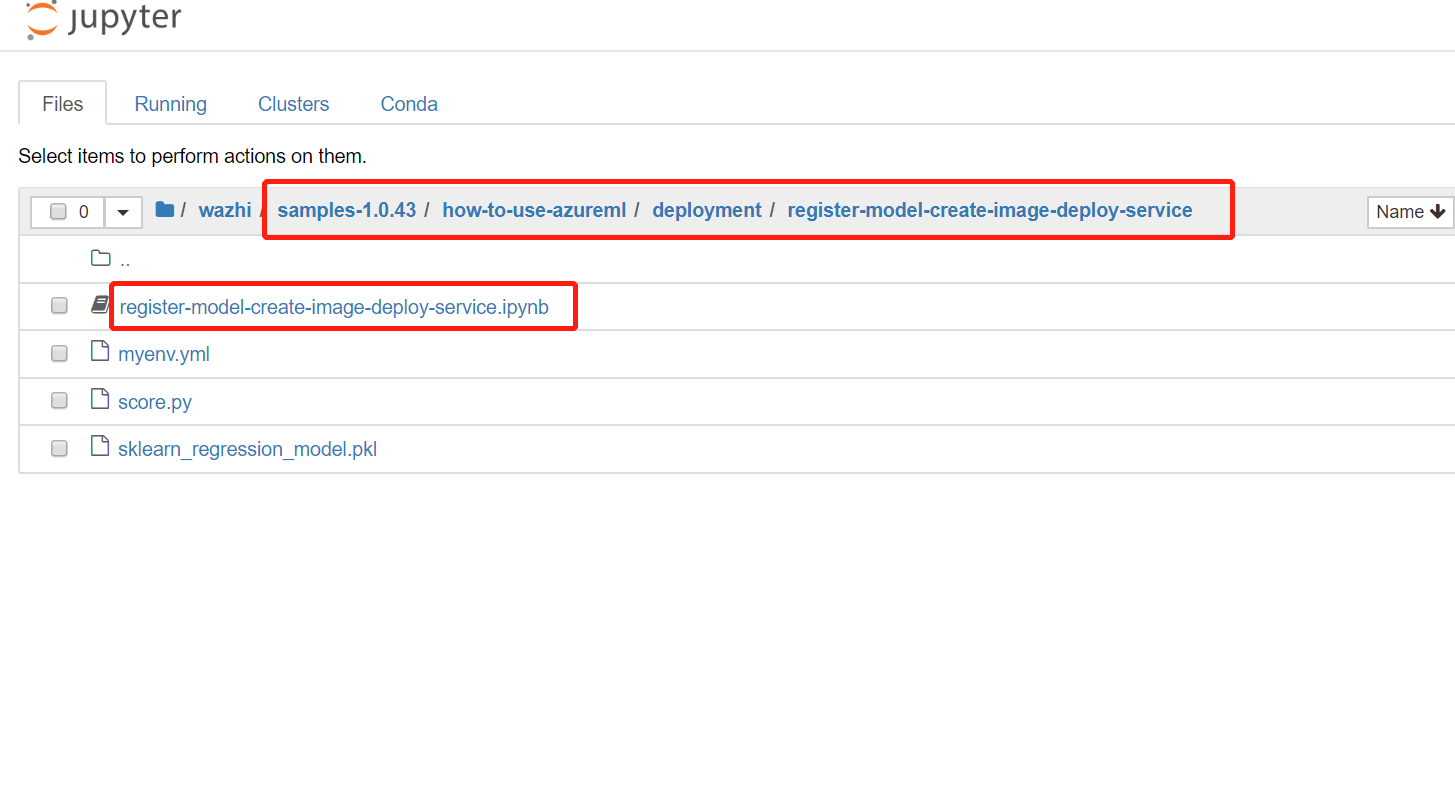 jupyter
Files Running Clusters Conda
Select items to perform actions on them.
0 / wazhi / samples-1.0.43 / how-to-use-azureml / deployment / register-model-create-image-deploy-service Name
..
register-model-create-image-deploy-service.ipynb
myenv.yml
score.py
sklearn_regression_model.pkl